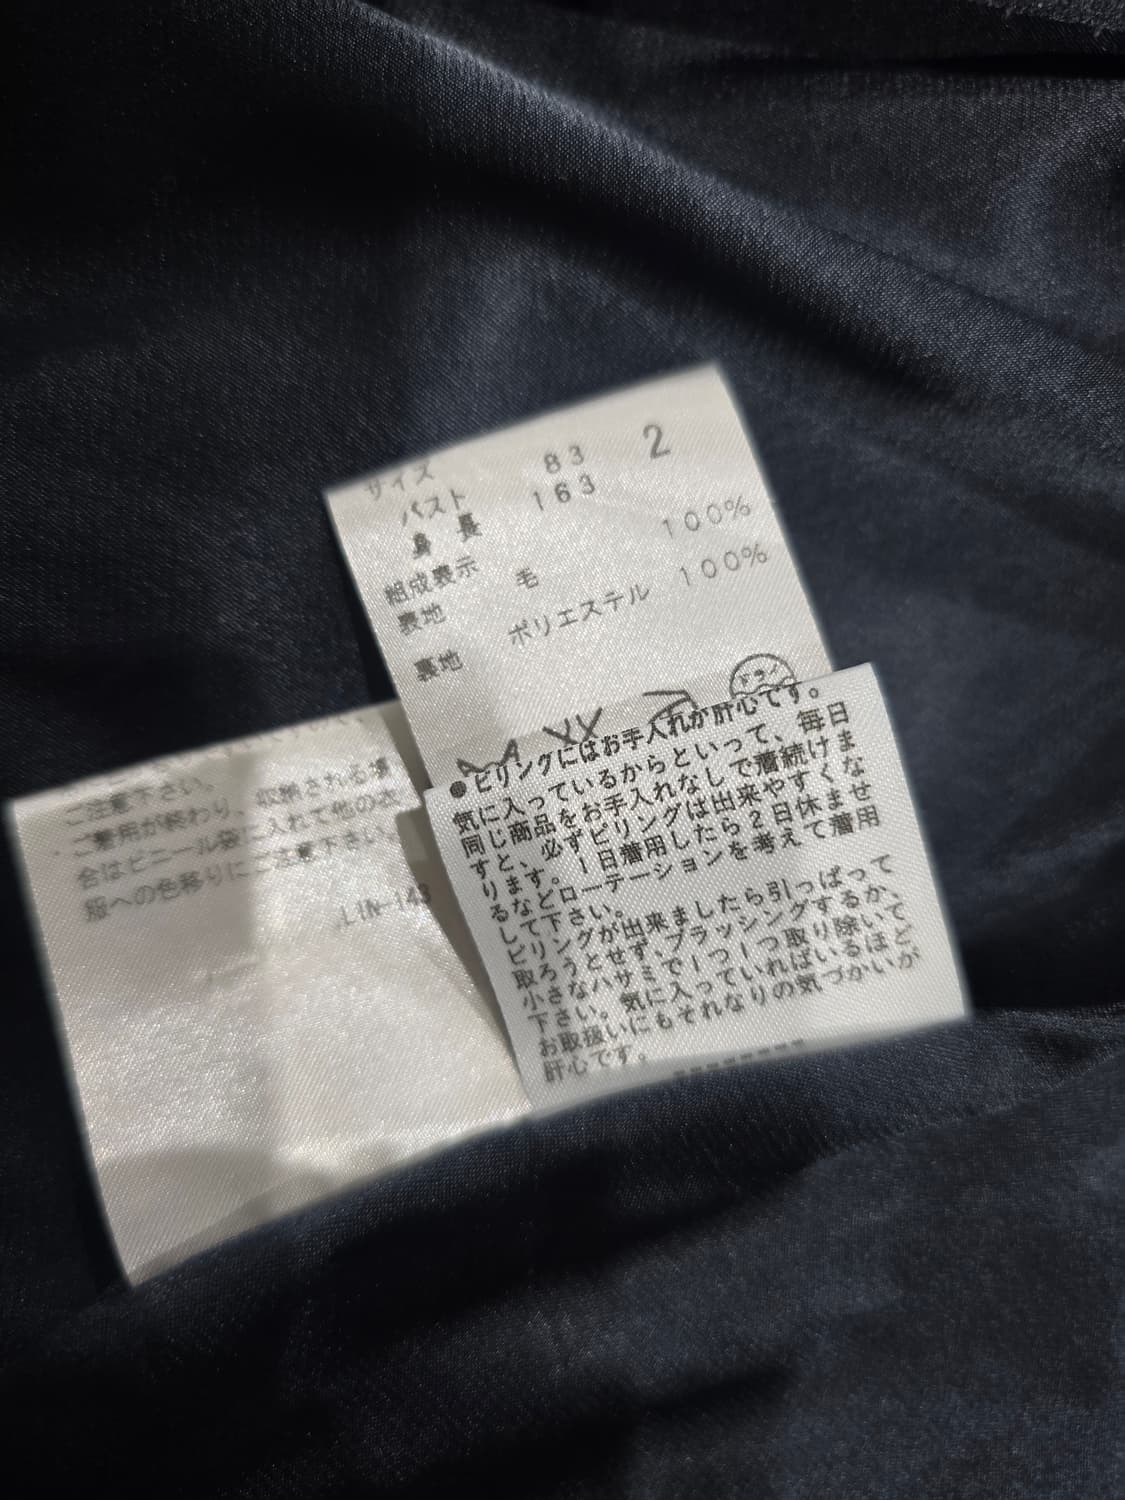 サイズ 2
バスト 83
身長 163
組成表示
表地 毛 100%
裏地 ポリエステル 100%
ドライ
●ピリングにはお手入れが肝心です。
気に入っているからといって、毎日
同じ商品をお手入れなしで着続けま
すと、必ずピリングは出来やすくな
ります。1日着用したら2日休ませ
るなどローテーションを考えて着用
して下さい。
ピリングが出来ましたら引っぱって
取ろうとせず、ブラッシングするか、
小さなハサミで1つ1つ取り除いて
下さい。気に入っていればいるほど
お取扱いにもそれなりの気づかいが
肝心です。
ご注意下さい。
ご着用が終わり、収納される場
合はビニール袋に入れて他の衣
服への色移りにご注意下さい。
LIN-143